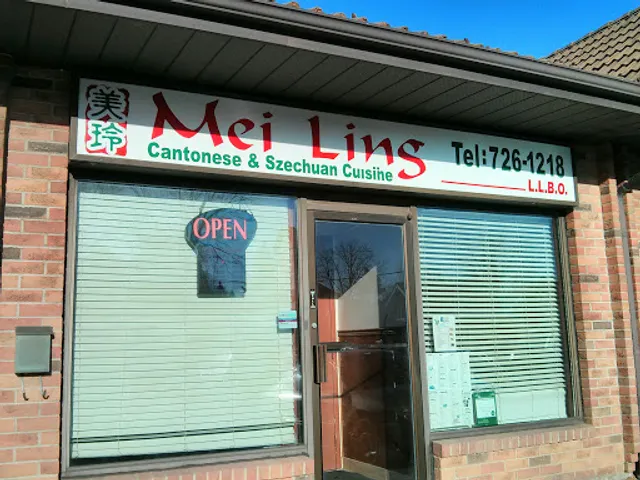 美玲
Mei Ling
Cantonese & Szechuan Cuisine
Tel:726-1218
L.L.B.O.
OPEN